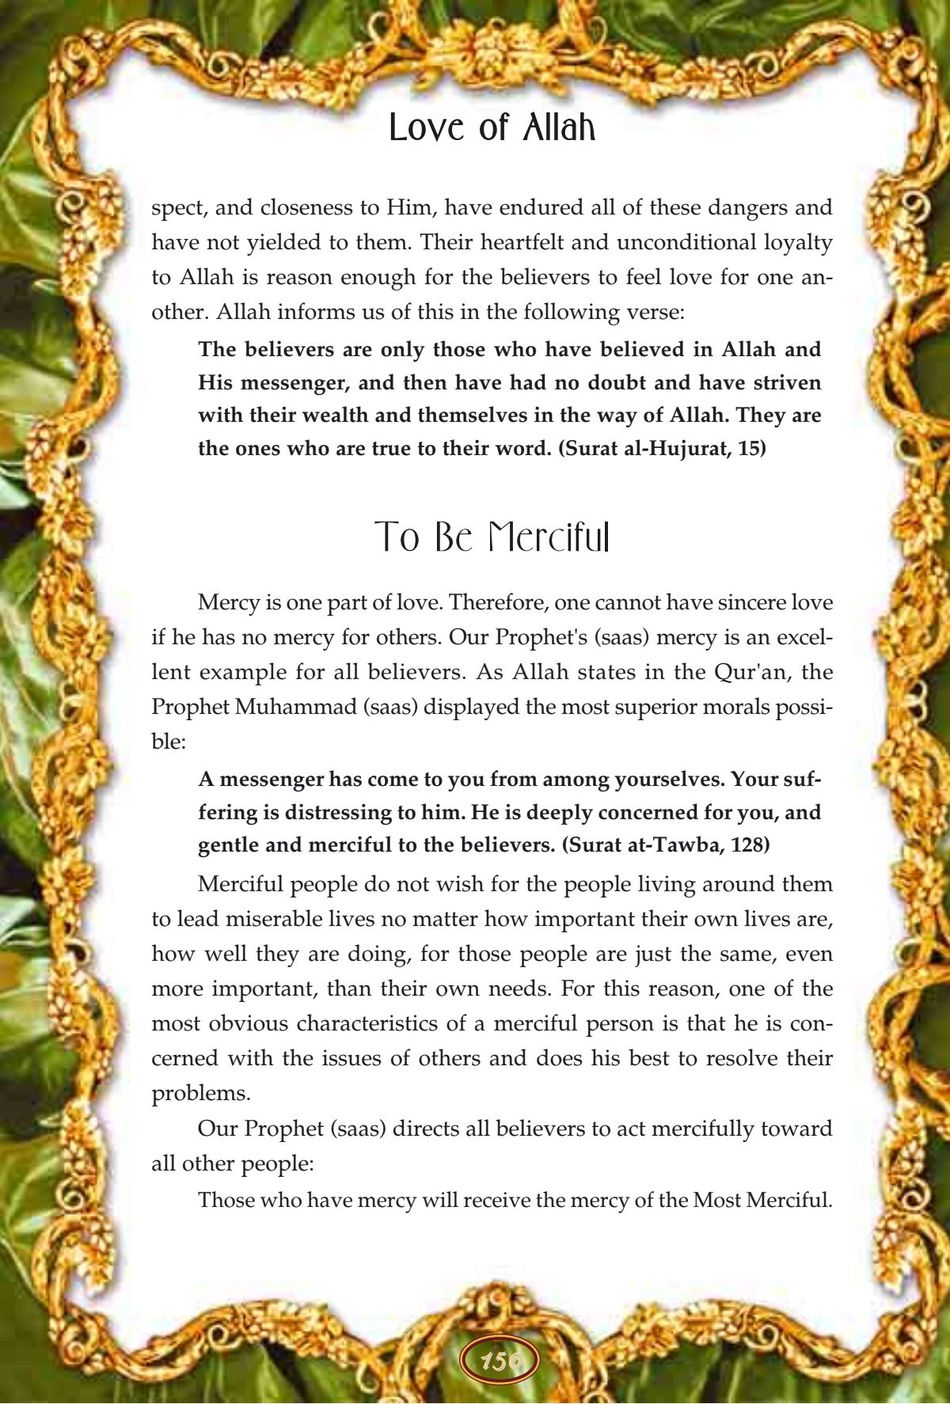 Love of Allah
spect, and closeness to Him, have endured all of these dangers and
have not yielded to them. Their heartfelt and unconditional loyalty
to Allah is reason enough for the believers to feel love for one an-
other. Allah informs us of this in the following verse:
The believers are only those who have believed in Allah and
His messenger, and then have had no doubt and have striven
with their wealth and themselves in the way of Allah. They are
the ones who are true to their word. (Surat al-Hujurat, 15)
To Be Merciful
Mercy is one part of love. Therefore, one cannot have sincere love
if he has no mercy for others. Our Prophet's (saas) mercy is an excel-
lent example for all believers. As Allah states in the Qur'an, the
Prophet Muhammad (saas) displayed the most superior morals possi-
ble:
A messenger has come to you from among yourselves. Your suf-
fering is distressing to him. He is deeply concerned for you, and
gentle and merciful to the believers. (Surat at-Tawba, 128)
Merciful people do not wish for the people living around them
to lead miserable lives no matter how important their own lives are,
how well they are doing, for those people are just the same, even
more important, than their own needs. For this reason, one of the
most obvious characteristics of a merciful person is that he is con-
cerned with the issues of others and does his best to resolve their
problems.
Our Prophet (saas) directs all believers to act mercifully toward
all other people:
Those who have mercy will receive the mercy of the Most Merciful.
156